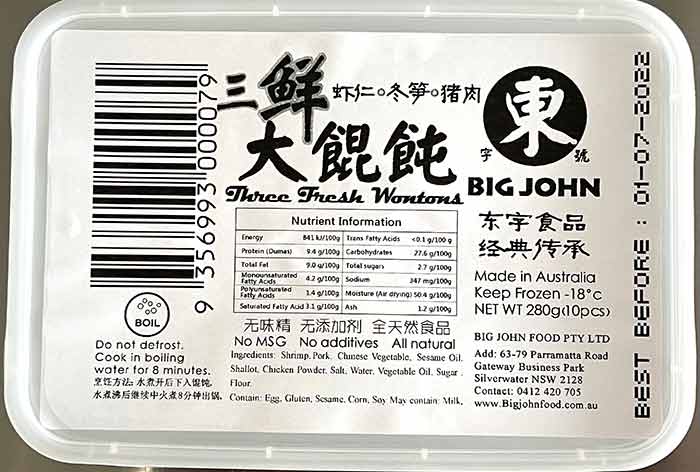 三鲜
虾仁。冬笋。猪肉
大餛飩
Three Fresh Wontons
東
字 號
BIG JOHN
东字食品
经典传承
Made in Australia
Keep Frozen -18°c
NET WT 280g(10pcs)
BIG JOHN FOOD PTY LTD
Add: 63-79 Parramatta Road
Gateway Business Park
Silverwater NSW 2128
Contact: 0412 420 705
www.Bigjohnfood.com.au
BEST BEFORE : 01-07-2022
9 356993 000079
Nutrient Information
Energy 841 kJ/100g Trans Fatty Acids <0.1 g/100 g
Protein (Dumas) 9.4 g/100g Carbohydrates 27.6 g/100g
Total Fat 9.0 g/100g Total sugars 2.7 g/100g
Monounsaturated Fatty Acids 4.2 g/100g Sodium 347 mg/100g
Polyunsaturated Fatty Acids 1.4 g/100g Moisture (Air drying) 50.4 g/100g
Saturated Fatty Acid 3.1 g/100g Ash 1.2 g/100g
无味精 无添加剂 全天然食品
No MSG No additives All natural
Ingredients: Shrimp, Pork, Chinese Vegetable, Sesame Oil,
Shallot, Chicken Powder, Salt, Water, Vegetable Oil, Sugar,
Flour.
Contain: Egg, Gluten, Sesame, Corn, Soy May contain: Milk,
BOIL
Do not defrost.
Cook in boiling
water for 8 minutes.
烹饪方法: 水煮开后下入馄饨,
水煮沸后继续中火煮8分钟出锅.